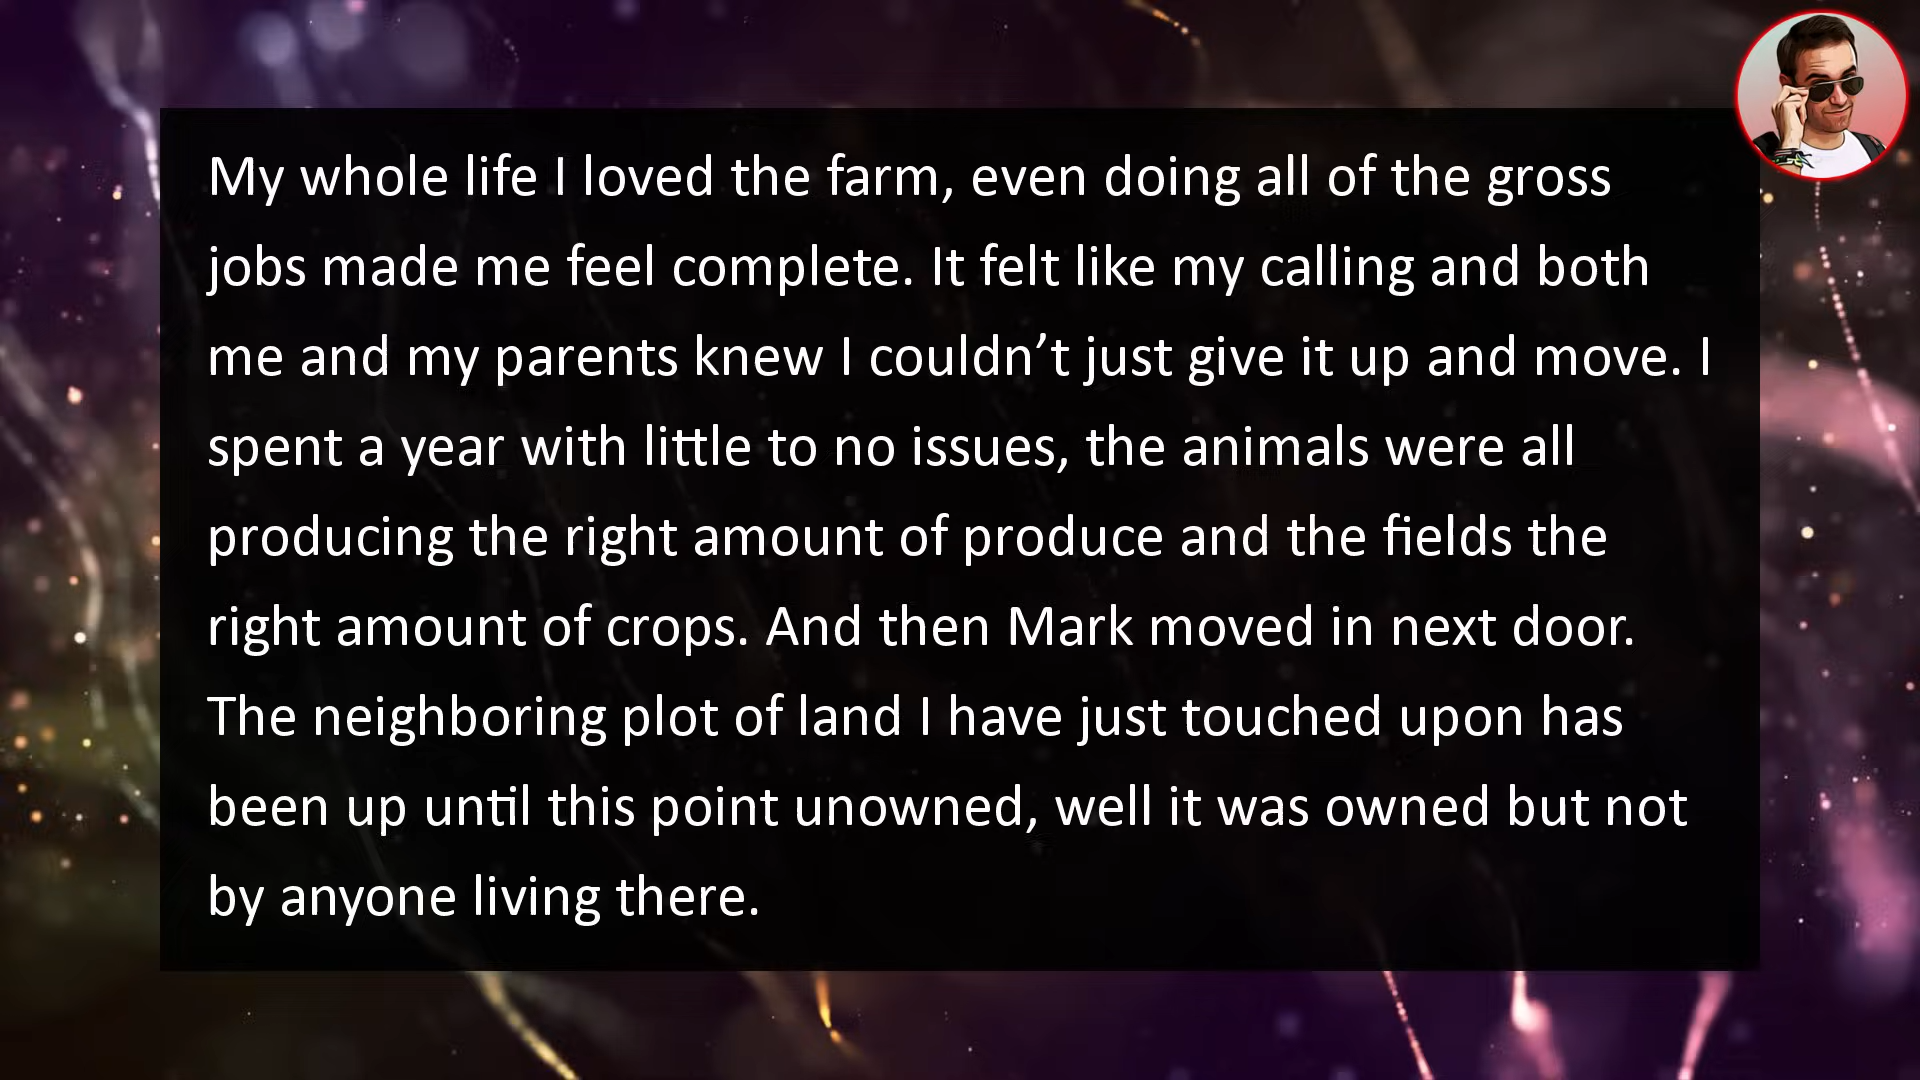 My whole life I loved the farm, even doing all of the gross
jobs made me feel complete. It felt like my calling and both
me and my parents knew I couldn’t just give it up and move. I
spent a year with little to no issues, the animals were all
producing the right amount of produce and the fields the
right amount of crops. And then Mark moved in next door.
The neighboring plot of land I have just touched upon has
been up until this point unowned, well it was owned but not
by anyone living there.